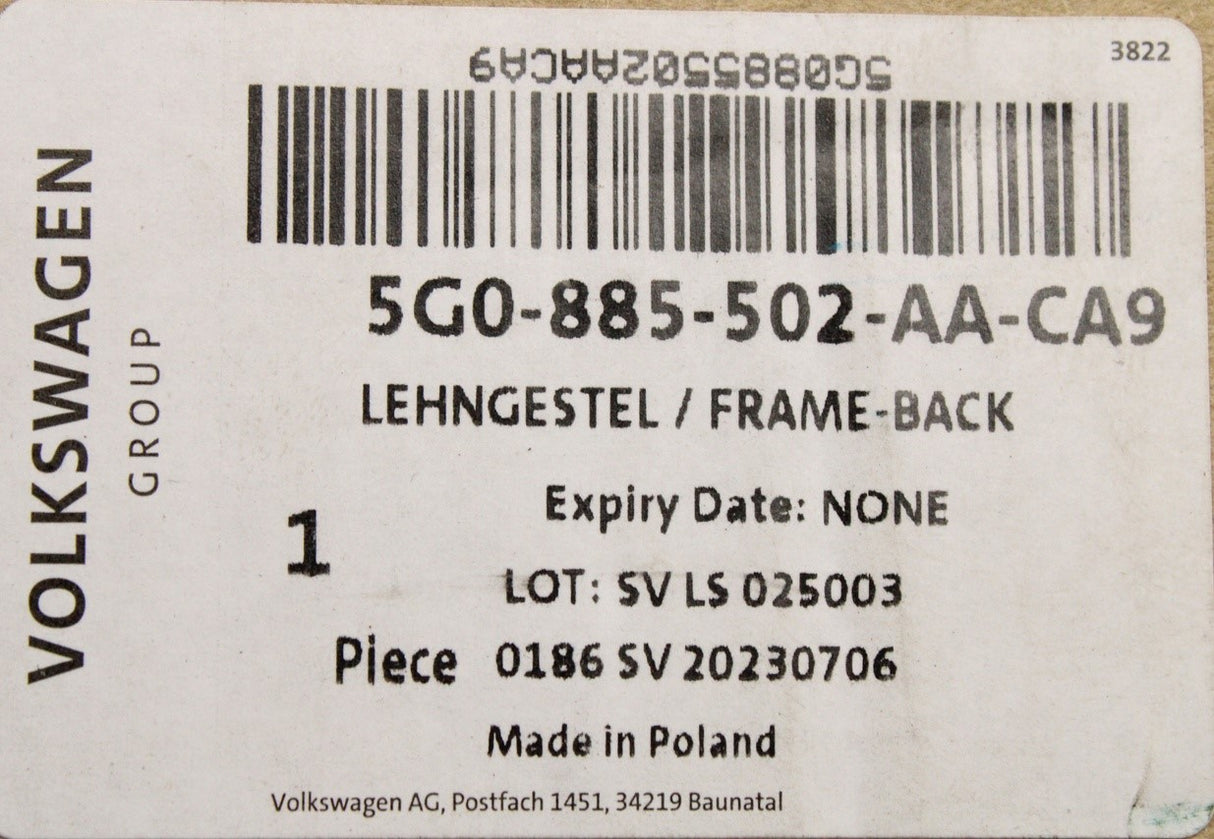 3822
5G0885502AACA9
5G0-885-502-AA-CA9
LEHNGESTEL / FRAME-BACK
Expiry Date: NONE
1
LOT: SV LS 025003
Piece 0186 SV 20230706
Made in Poland
Volkswagen AG, Postfach 1451, 34219 Baunatal
VOLKSWAGEN
GROUP